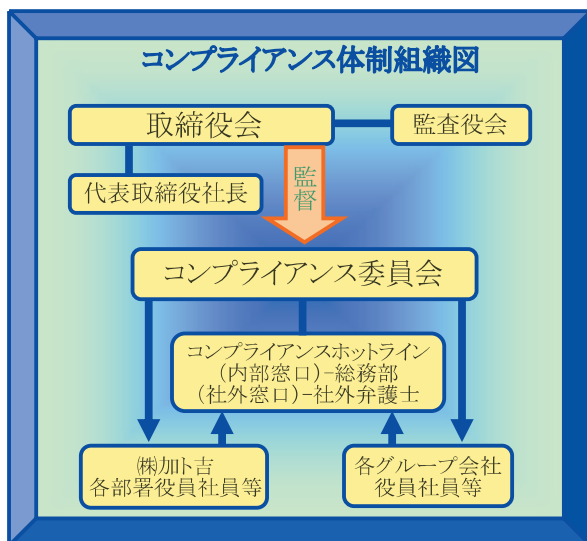 コンプライアンス体制組織図
取締役会
監査役会
代表取締役社長
監督
コンプライアンス委員会
コンプライアンスホットライン
(内部窓口)-総務部
(社外窓口)-社外弁護士
㈱加ト吉
各部署役員社員等
各グループ会社
役員社員等